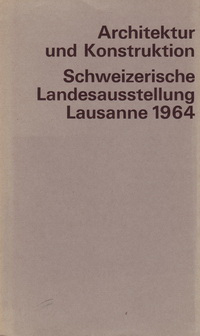 Architektur
und Konstruktion
Schweizerische
Landesausstellung
Lausanne 1964